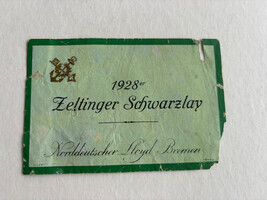 1928er
Zeltinger Schwarzlay
Norddeutscher Lloyd Bremen